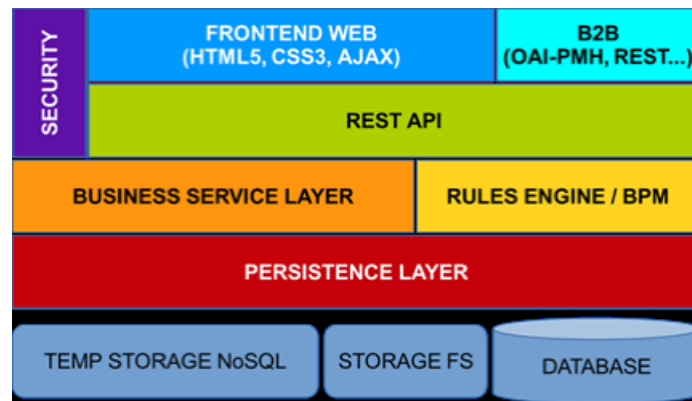 SECURITY
FRONTEND WEB
(HTML5, CSS3, AJAX)
B2B
(OAI-PMH, REST...)
REST API
BUSINESS SERVICE LAYER
RULES ENGINE / BPM
PERSISTENCE LAYER
TEMP STORAGE NoSQL
STORAGE FS
DATABASE